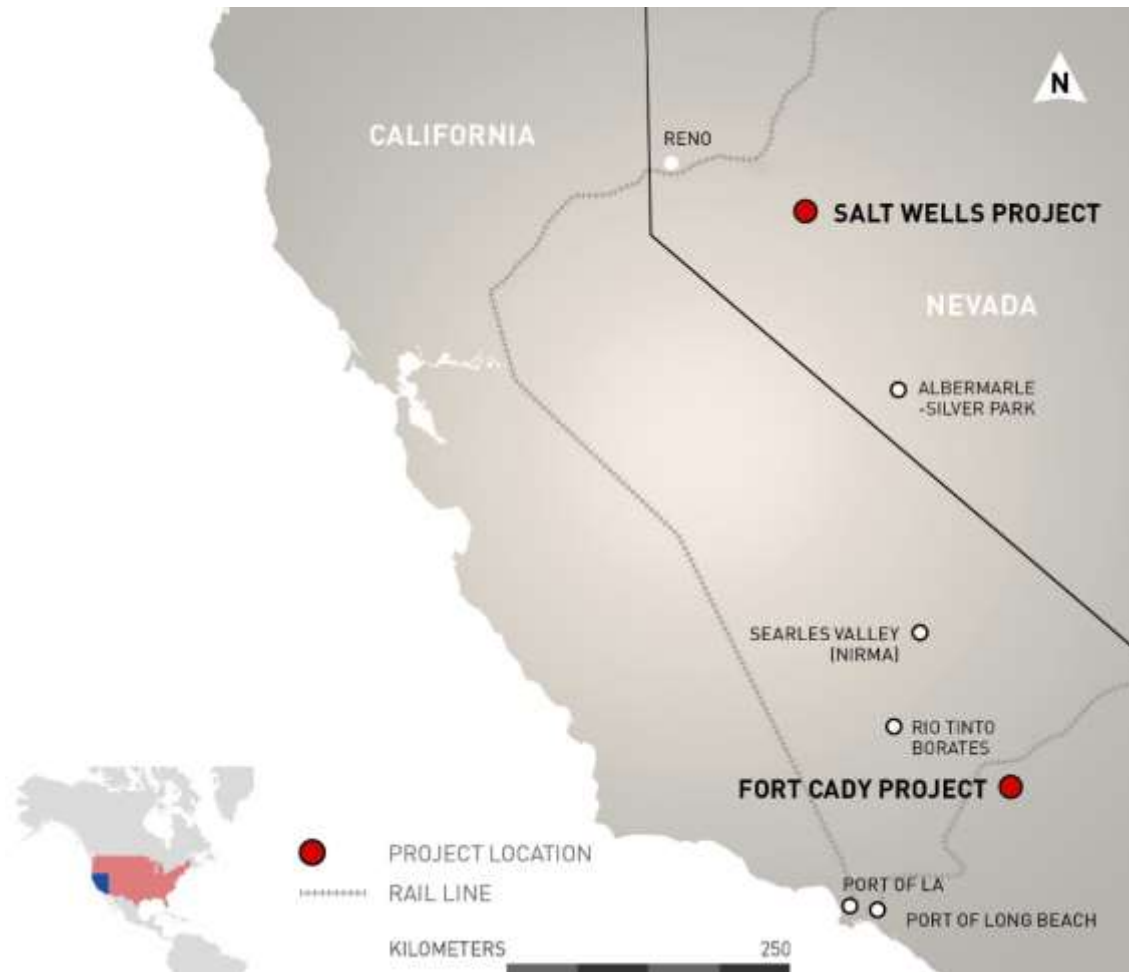 N
CALIFORNIA
RENO
SALT WELLS PROJECT
NEVADA
ALBERMARLE
-SILVER PARK
SEARLES VALLEY
(NIRMA)
RIO TINTO
BORATES
FORT CADY PROJECT
PROJECT LOCATION
RAIL LINE
PORT OF LA
PORT OF LONG BEACH
KILOMETERS
250